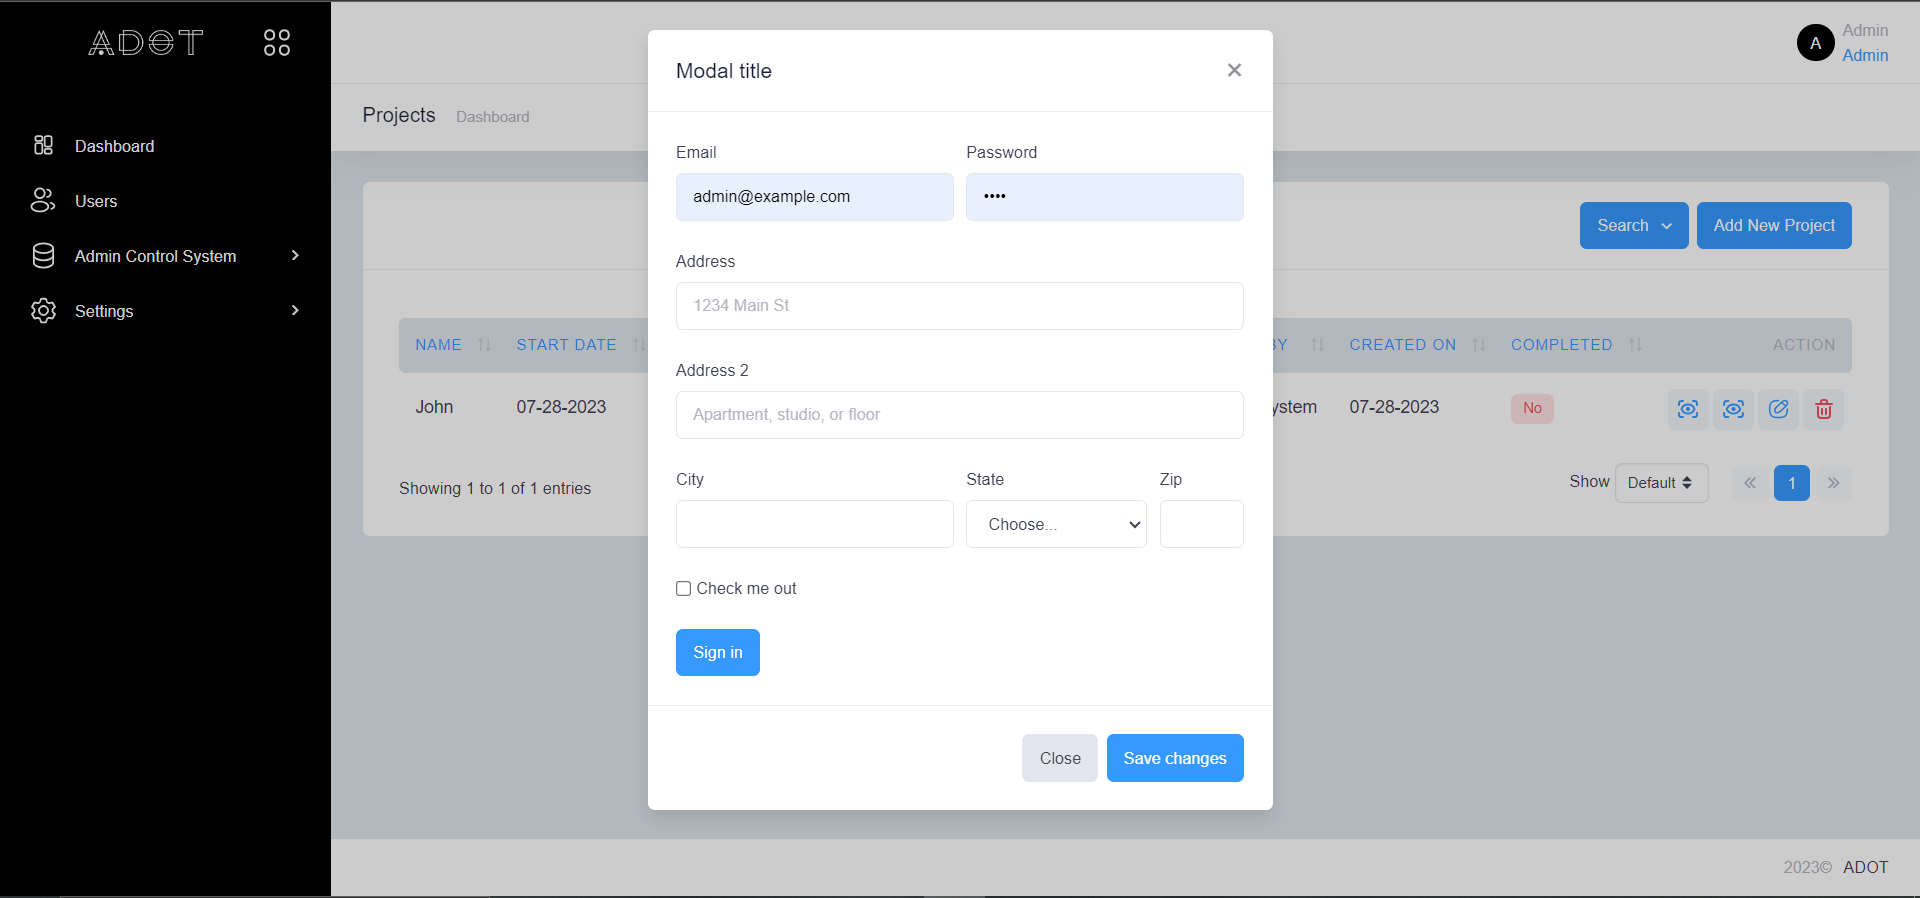 ADOT
Dashboard
Users
Admin Control System
Settings
A
Admin
Admin
Projects Dashboard
Search
Add New Project
NAME START DATE BY CREATED ON COMPLETED ACTION
John 07-28-2023 ystem 07-28-2023 No
Showing 1 to 1 of 1 entries
Show Default « 1 »
Modal title
×
Email Password
admin@example.com ••••
Address
1234 Main St
Address 2
Apartment, studio, or floor
City State Zip
Choose...
Check me out
Sign in
Close Save changes
2023© ADOT